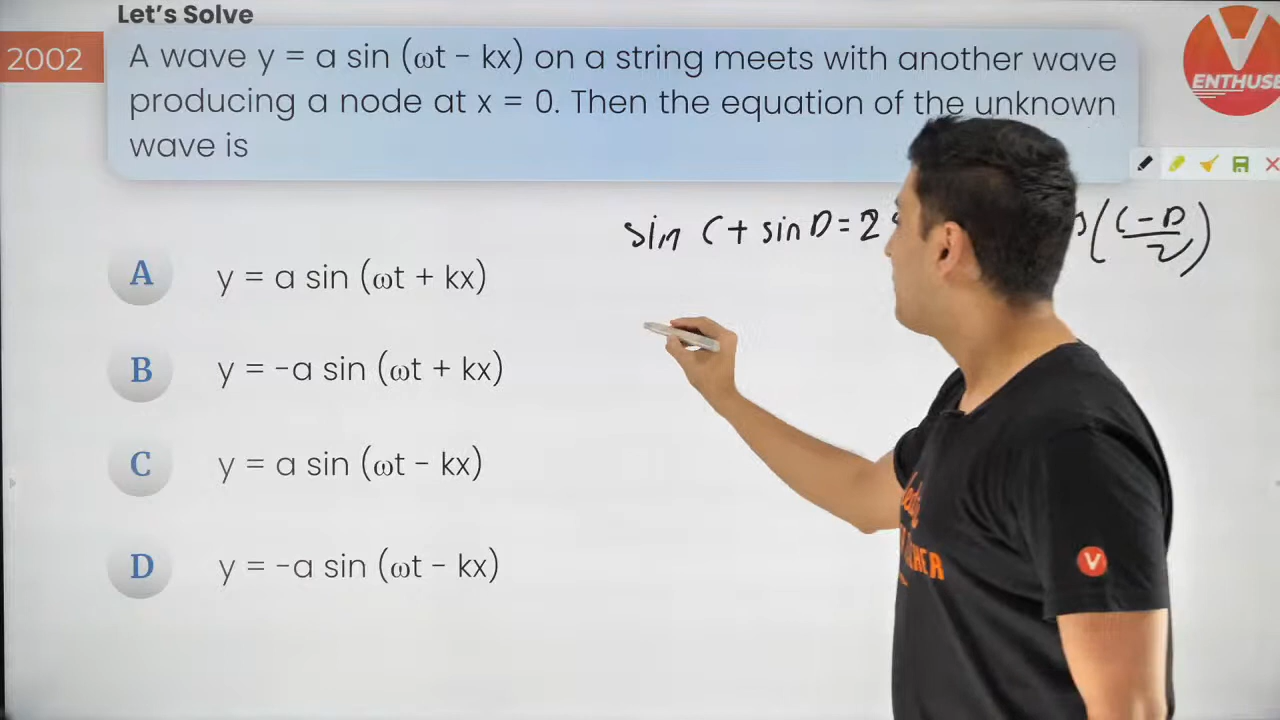 Let's Solve
2002
A wave y = a sin (ωt - kx) on a string meets with another wave
producing a node at x = 0. Then the equation of the unknown
wave is
ENTHUSE
sin C + sin D = 2 (C-D/2)
A y = a sin (ωt + kx)
B y = -a sin (ωt + kx)
C y = a sin (ωt - kx)
D y = -a sin (ωt - kx)